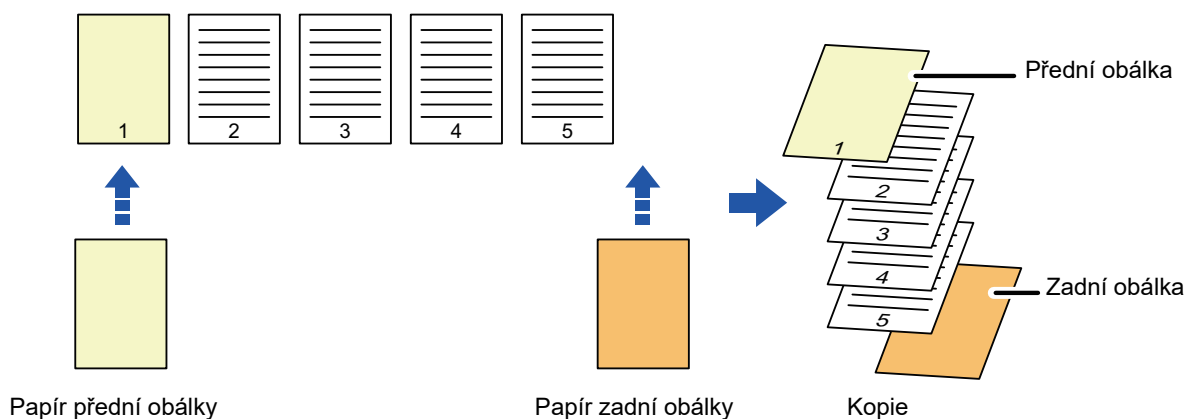 1 2 3 4 5
Přední obálka
1
2
3
4
Zadní obálka
5
Papír přední obálky Papír zadní obálky Kopie